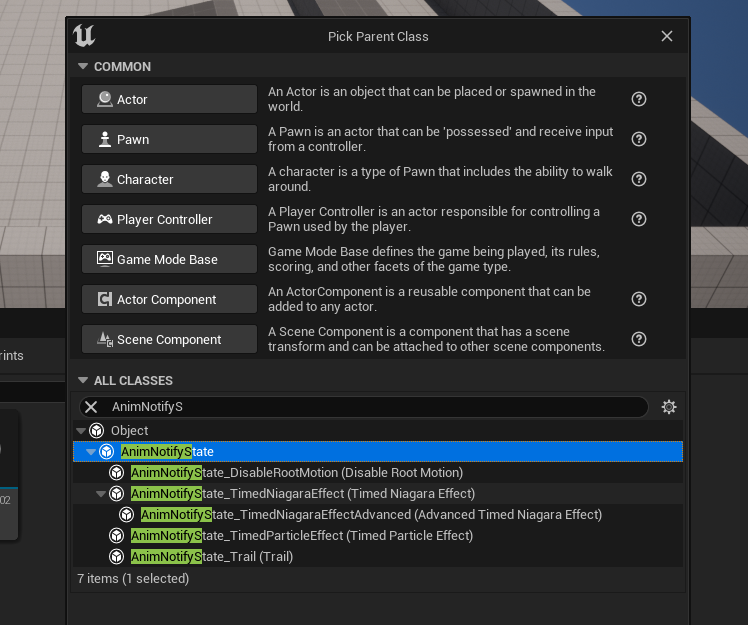 Pick Parent Class
COMMON
Actor
An Actor is an object that can be placed or spawned in the
world.
Pawn
A Pawn is an actor that can be 'possessed' and receive input
from a controller.
Character
A character is a type of Pawn that includes the ability to walk
around.
Player Controller
A Player Controller is an actor responsible for controlling a
Pawn used by the player.
Game Mode Base
Game Mode Base defines the game being played, its rules,
scoring, and other facets of the game type.
Actor Component
An ActorComponent is a reusable component that can be
added to any actor.
Scene Component
A Scene Component is a component that has a scene
transform and can be attached to other scene components.
rints
ALL CLASSES
AnimNotifyS
Object
AnimNotifyState
AnimNotifyState_DisableRootMotion (Disable Root Motion)
AnimNotifyState_TimedNiagaraEffect (Timed Niagara Effect)
02
AnimNotifyState_TimedNiagaraEffectAdvanced (Advanced Timed Niagara Effect)
AnimNotifyState_TimedParticleEffect (Timed Particle Effect)
AnimNotifyState_Trail (Trail)
7 items (1 selected)